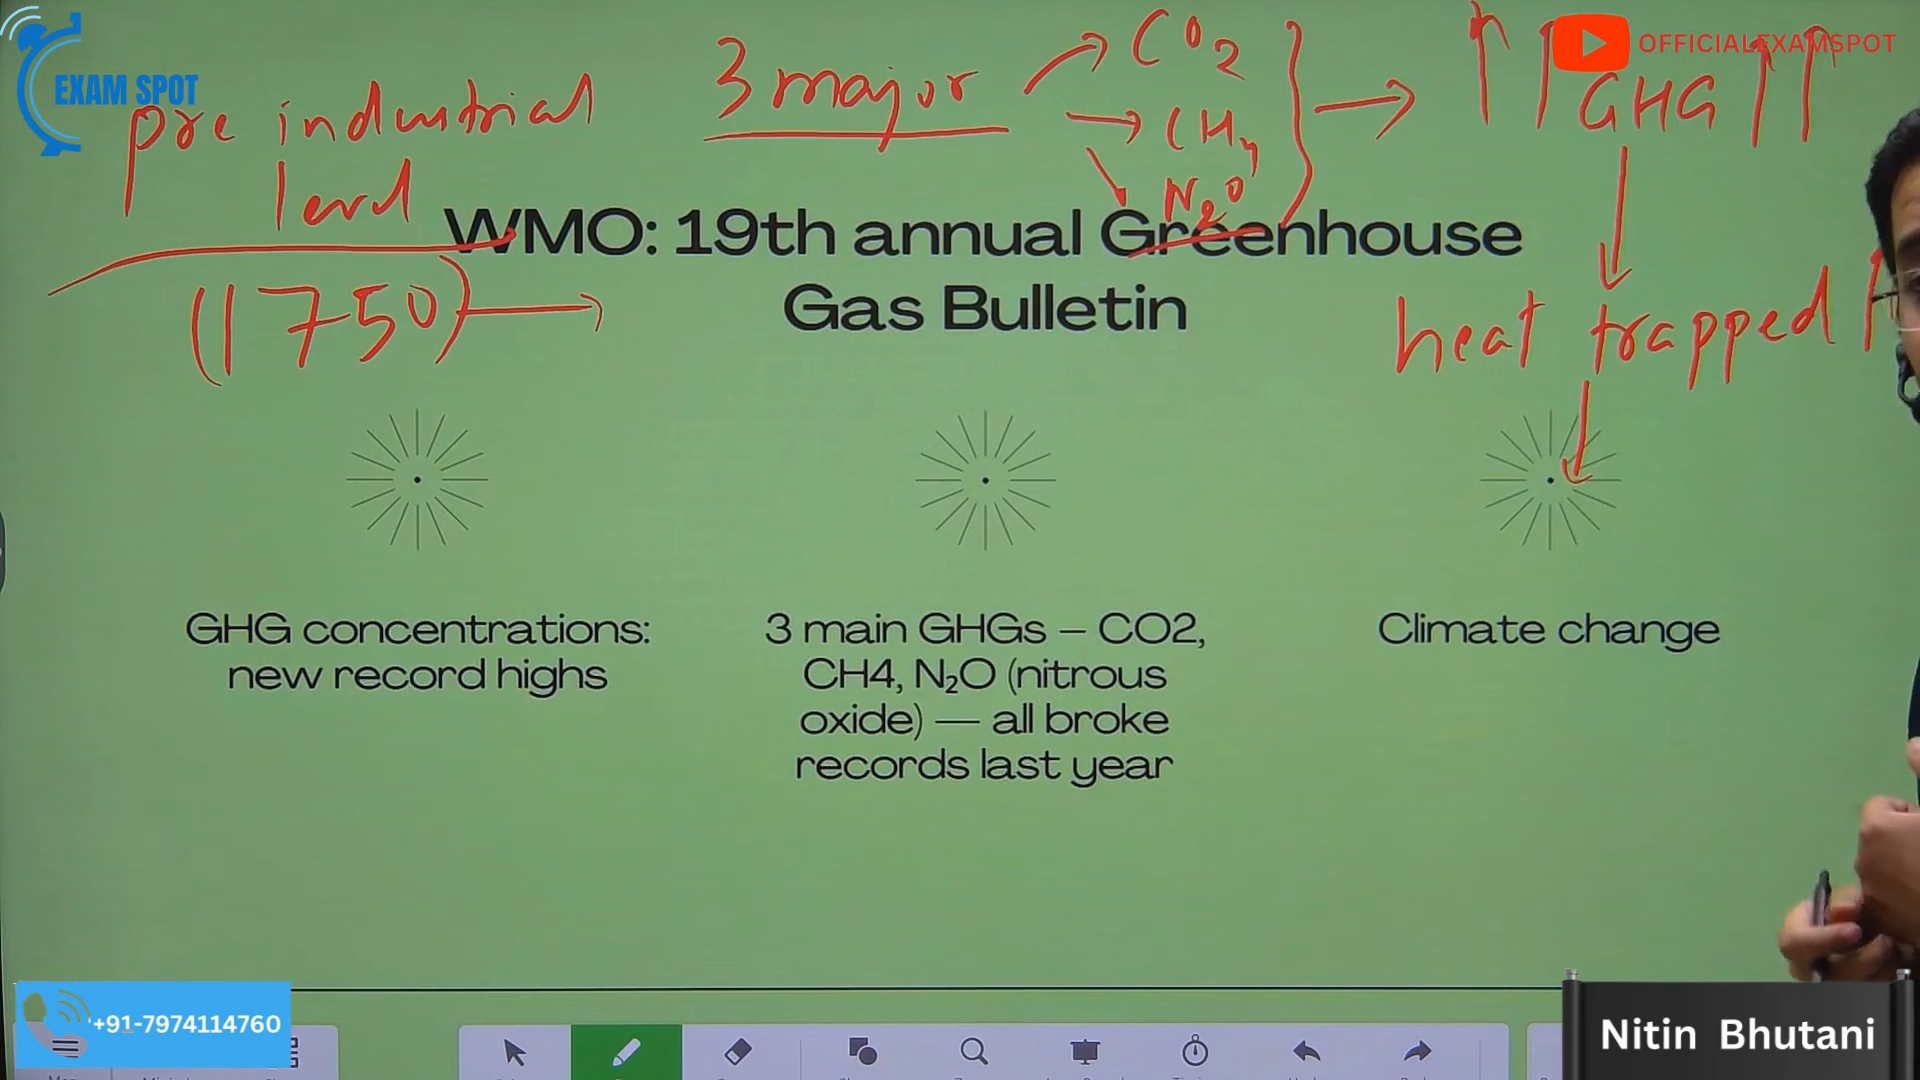 EXAM SPOT
OFFICIALEXAMSPOT
pre industrial
level
(1750)
3 major
CO2
CH4
N2O
GHG
heat trapped
WMO: 19th annual Greenhouse
Gas Bulletin
GHG concentrations:
new record highs
3 main GHGs – CO2,
CH4, N₂O (nitrous
oxide) — all broke
records last year
Climate change
+91-7974114760
Nitin Bhutani